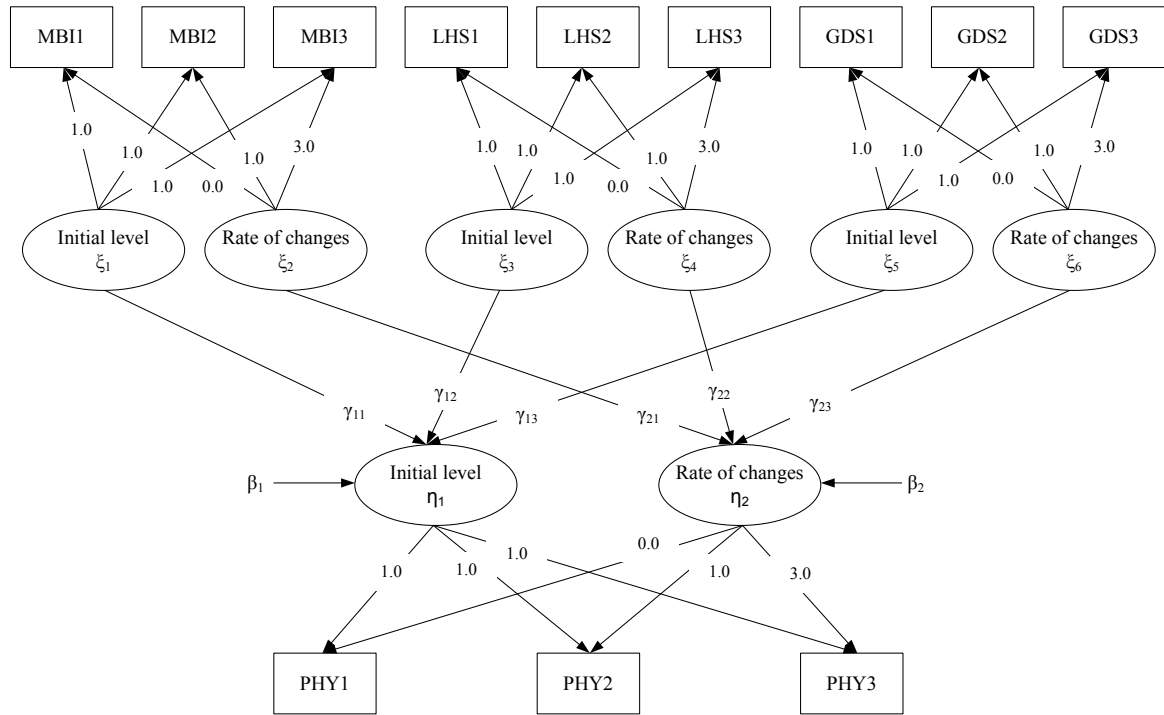 MBI1 MBI2 MBI3 LHS1 LHS2 LHS3 GDS1 GDS2 GDS3
1.0 1.0 1.0 0.0 1.0 3.0
1.0 1.0 1.0 0.0 1.0 3.0
1.0 1.0 1.0 0.0 1.0 3.0
Initial level
ξ1
Rate of changes
ξ2
Initial level
ξ3
Rate of changes
ξ4
Initial level
ξ5
Rate of changes
ξ6
γ11 γ12 γ13 γ21 γ22 γ23
β1
Initial level
η1
Rate of changes
η2
β2
1.0 1.0 1.0 0.0 1.0 3.0
PHY1 PHY2 PHY3